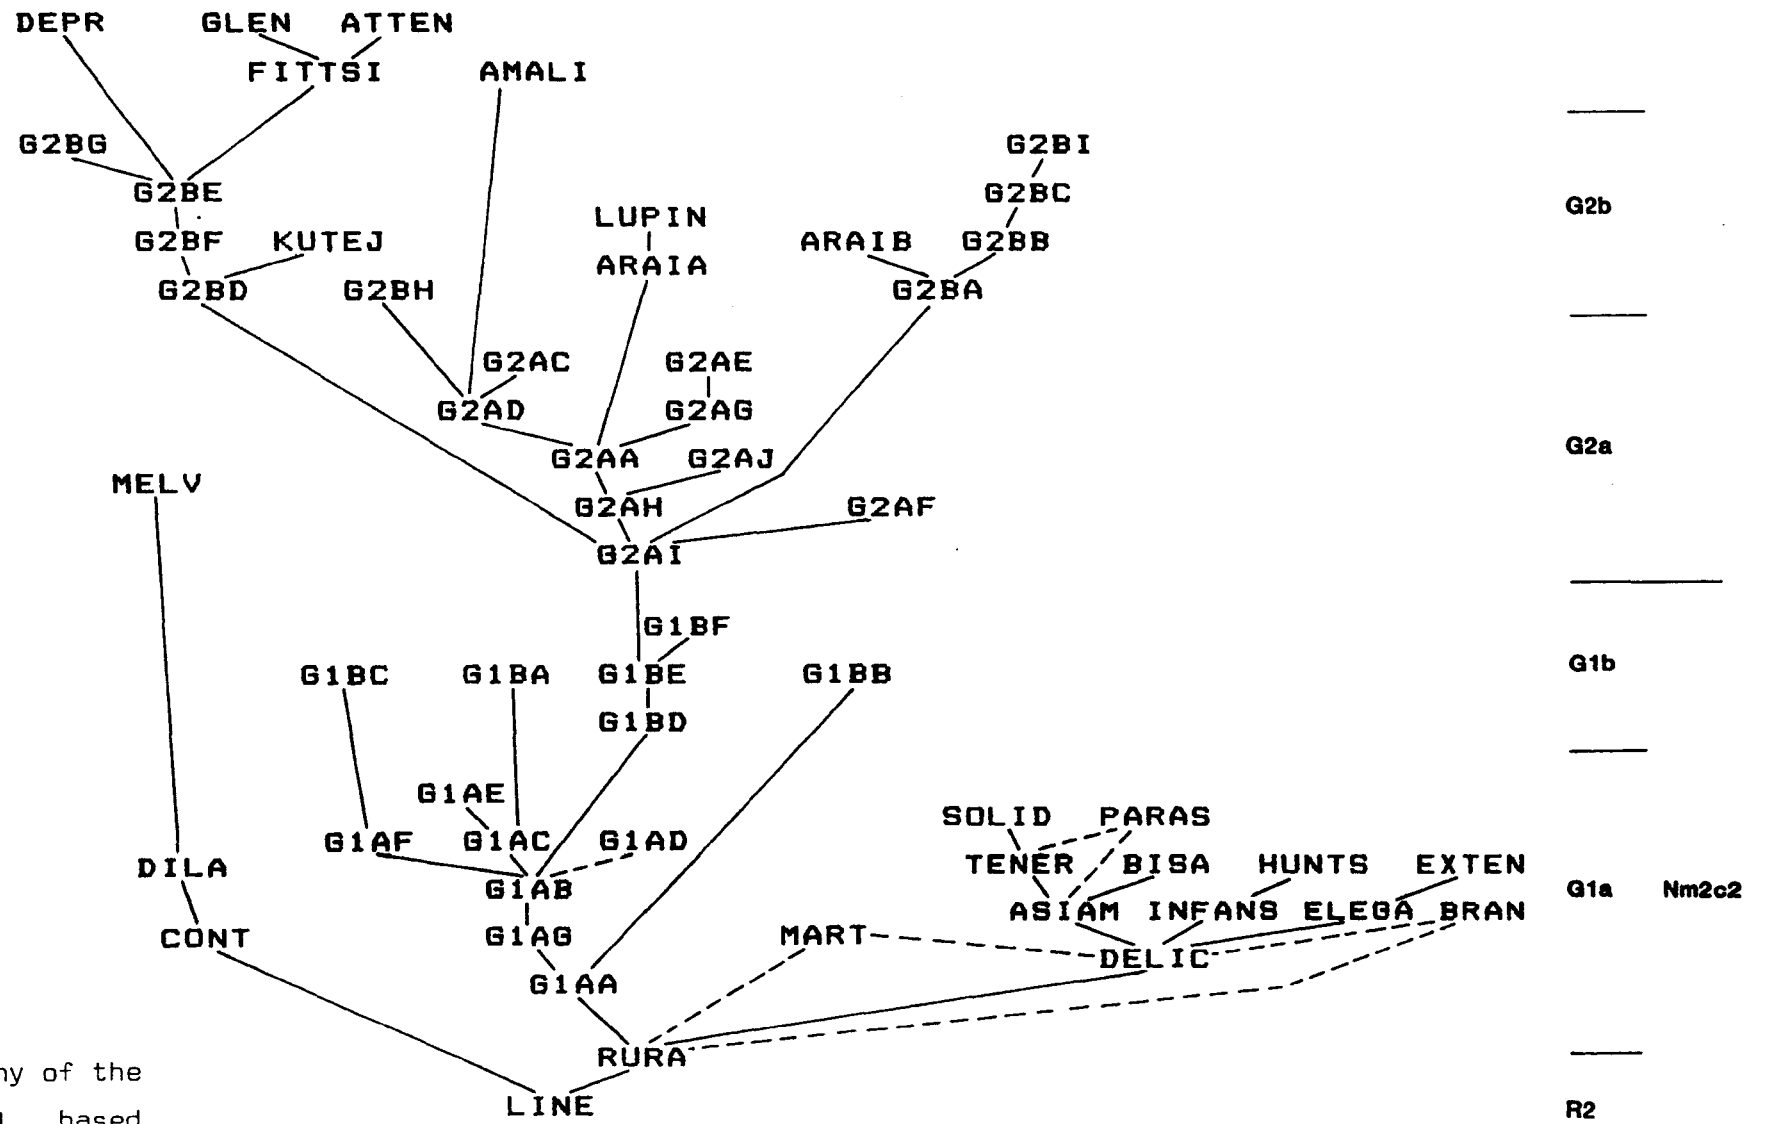 DEPR GLEN ATTEN
FITTSI AMALI
G2BG G2BI
G2BE G2BC
G2b
LUPIN
G2BF KUTEJ ARAIB G2BB
ARAIA
G2BD G2BH G2BA
G2AC G2AE
G2AD G2AG
G2a
G2AA G2AJ
MELV
G2AH G2AF
G2AI
G1BF
G1b
G1BC G1BA G1BE G1BB
G1BD
G1AE
SOLID PARAS
G1AF G1AC G1AD
DILA TENER BISA HUNTS EXTEN
G1AB G1a Nm2c2
ASIAM INFANS ELEGA BRAN
CONT G1AG MART
DELIC
G1AA
RURA
ny of the
LINE R2
based